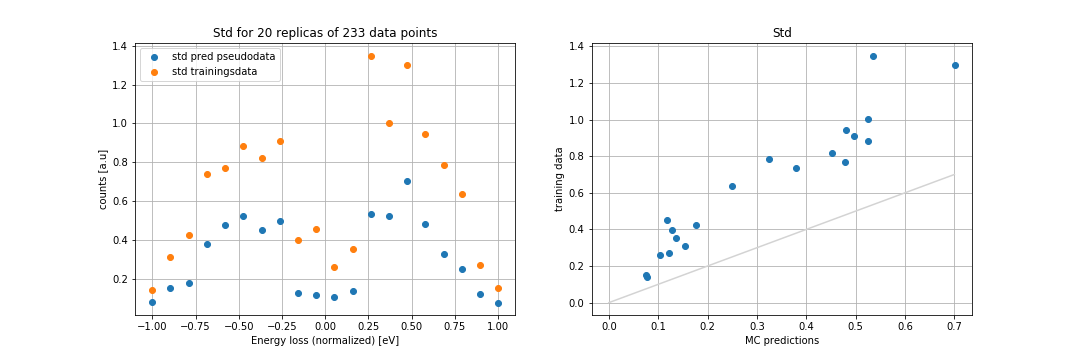 Std for 20 replicas of 233 data points
1.4
1.2
1.0
0.8
0.6
0.4
0.2
counts [a.u]
std pred pseudodata
std trainingsdata
−1.00 −0.75 −0.50 −0.25 0.00 0.25 0.50 0.75 1.00
Energy loss (normalized) [eV]
Std
1.4
1.2
1.0
0.8
0.6
0.4
0.2
0.0
training data
0.0 0.1 0.2 0.3 0.4 0.5 0.6 0.7
MC predictions